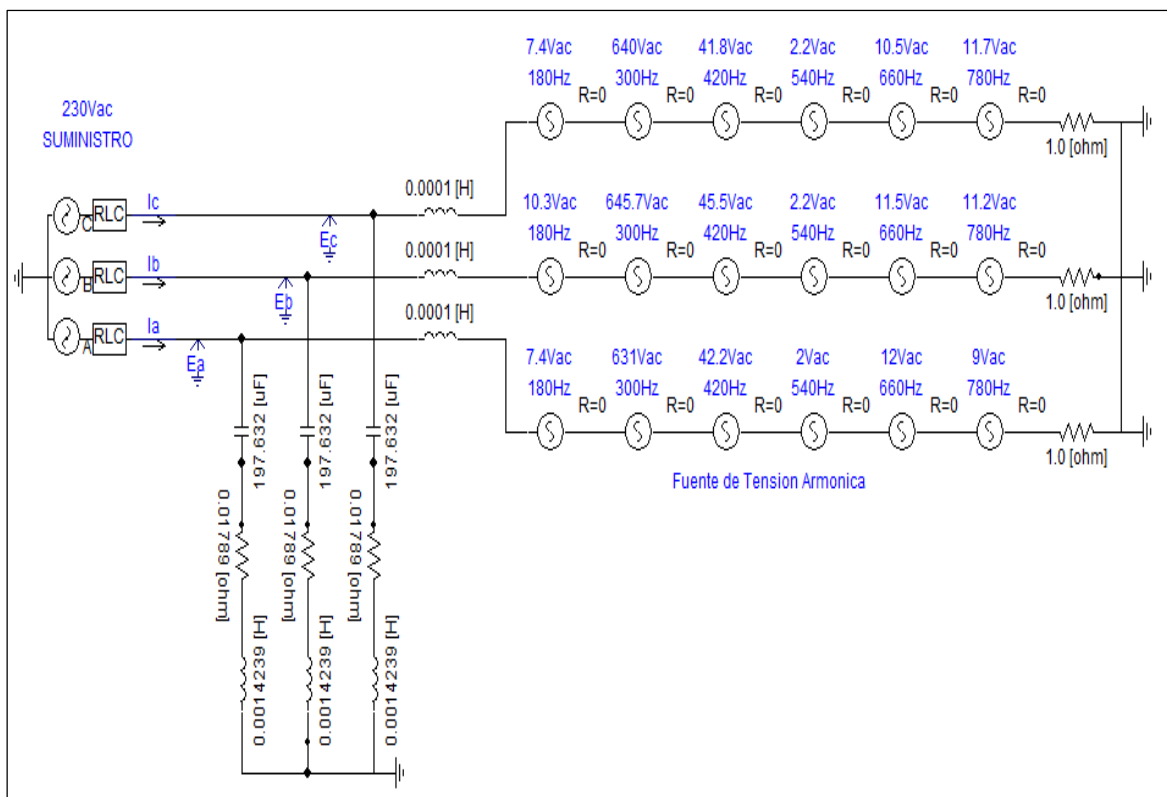 7.4Vac 640Vac 41.8Vac 2.2Vac 10.5Vac 11.7Vac
180Hz 300Hz 420Hz 540Hz 660Hz 780Hz
R=0 R=0 R=0 R=0 R=0 R=0
1.0 [ohm]
230Vac
SUMINISTRO
0.0001 [H]
C RLC Ic
Ec
10.3Vac 645.7Vac 45.5Vac 2.2Vac 11.5Vac 11.2Vac
180Hz 300Hz 420Hz 540Hz 660Hz 780Hz
R=0 R=0 R=0 R=0 R=0 R=0
1.0 [ohm]
0.0001 [H]
B RLC Ib
Eb
0.0001 [H]
A RLC Ia
Ea
7.4Vac 631Vac 42.2Vac 2Vac 12Vac 9Vac
180Hz 300Hz 420Hz 540Hz 660Hz 780Hz
R=0 R=0 R=0 R=0 R=0 R=0
1.0 [ohm]
Fuente de Tension Armonica
197.632 [uF]
197.632 [uF]
197.632 [uF]
0.01789 [ohm]
0.01789 [ohm]
0.01789 [ohm]
0.0014239 [H]
0.0014239 [H]
0.0014239 [H]